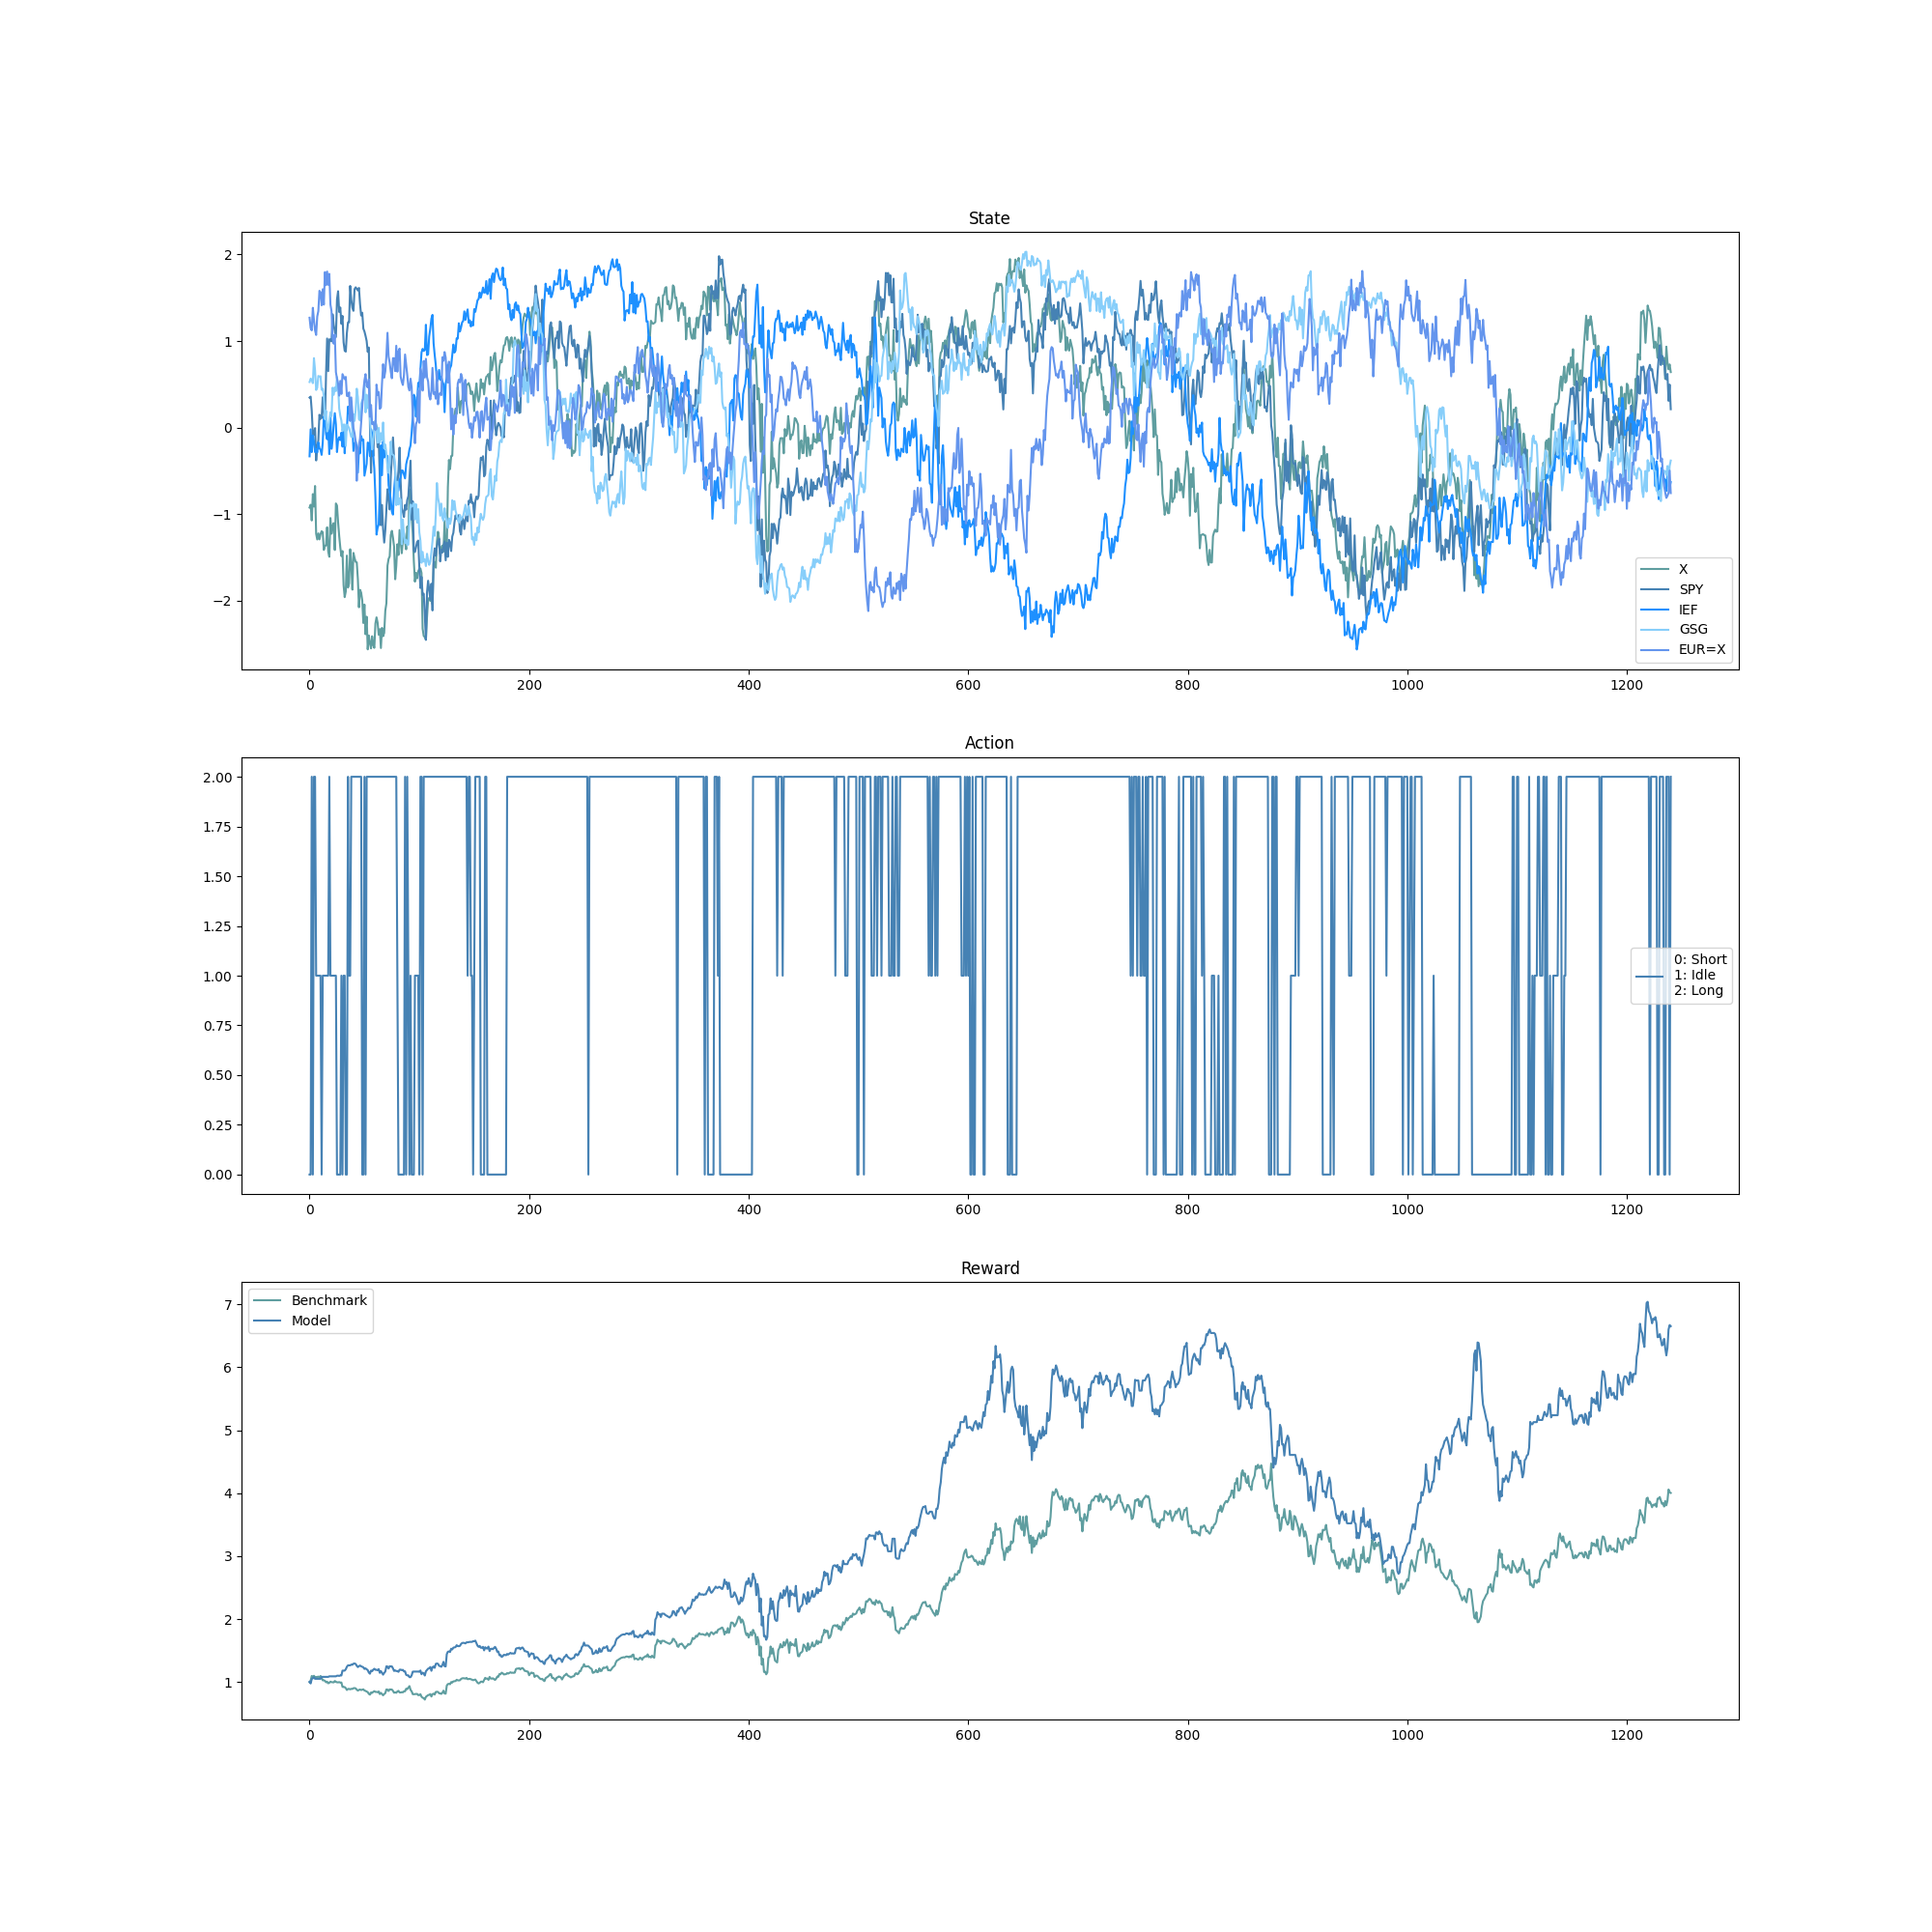 State
2
1
0
−1
−2
X
SPY
IEF
GSG
EUR=X
0 200 400 600 800 1000 1200
Action
2.00
1.75
1.50
1.25
1.00
0.75
0.50
0.25
0.00
0: Short
1: Idle
2: Long
0 200 400 600 800 1000 1200
Reward
Benchmark
Model
7
6
5
4
3
2
1
0 200 400 600 800 1000 1200